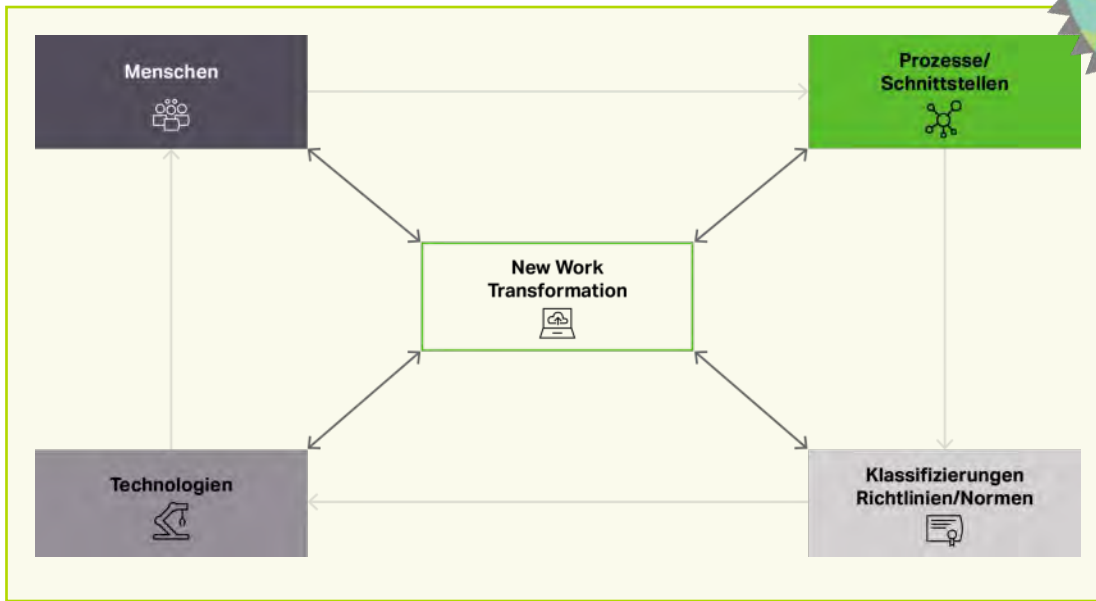 Menschen
Prozesse/
Schnittstellen
New Work
Transformation
Technologien
Klassifizierungen
Richtlinien/Normen